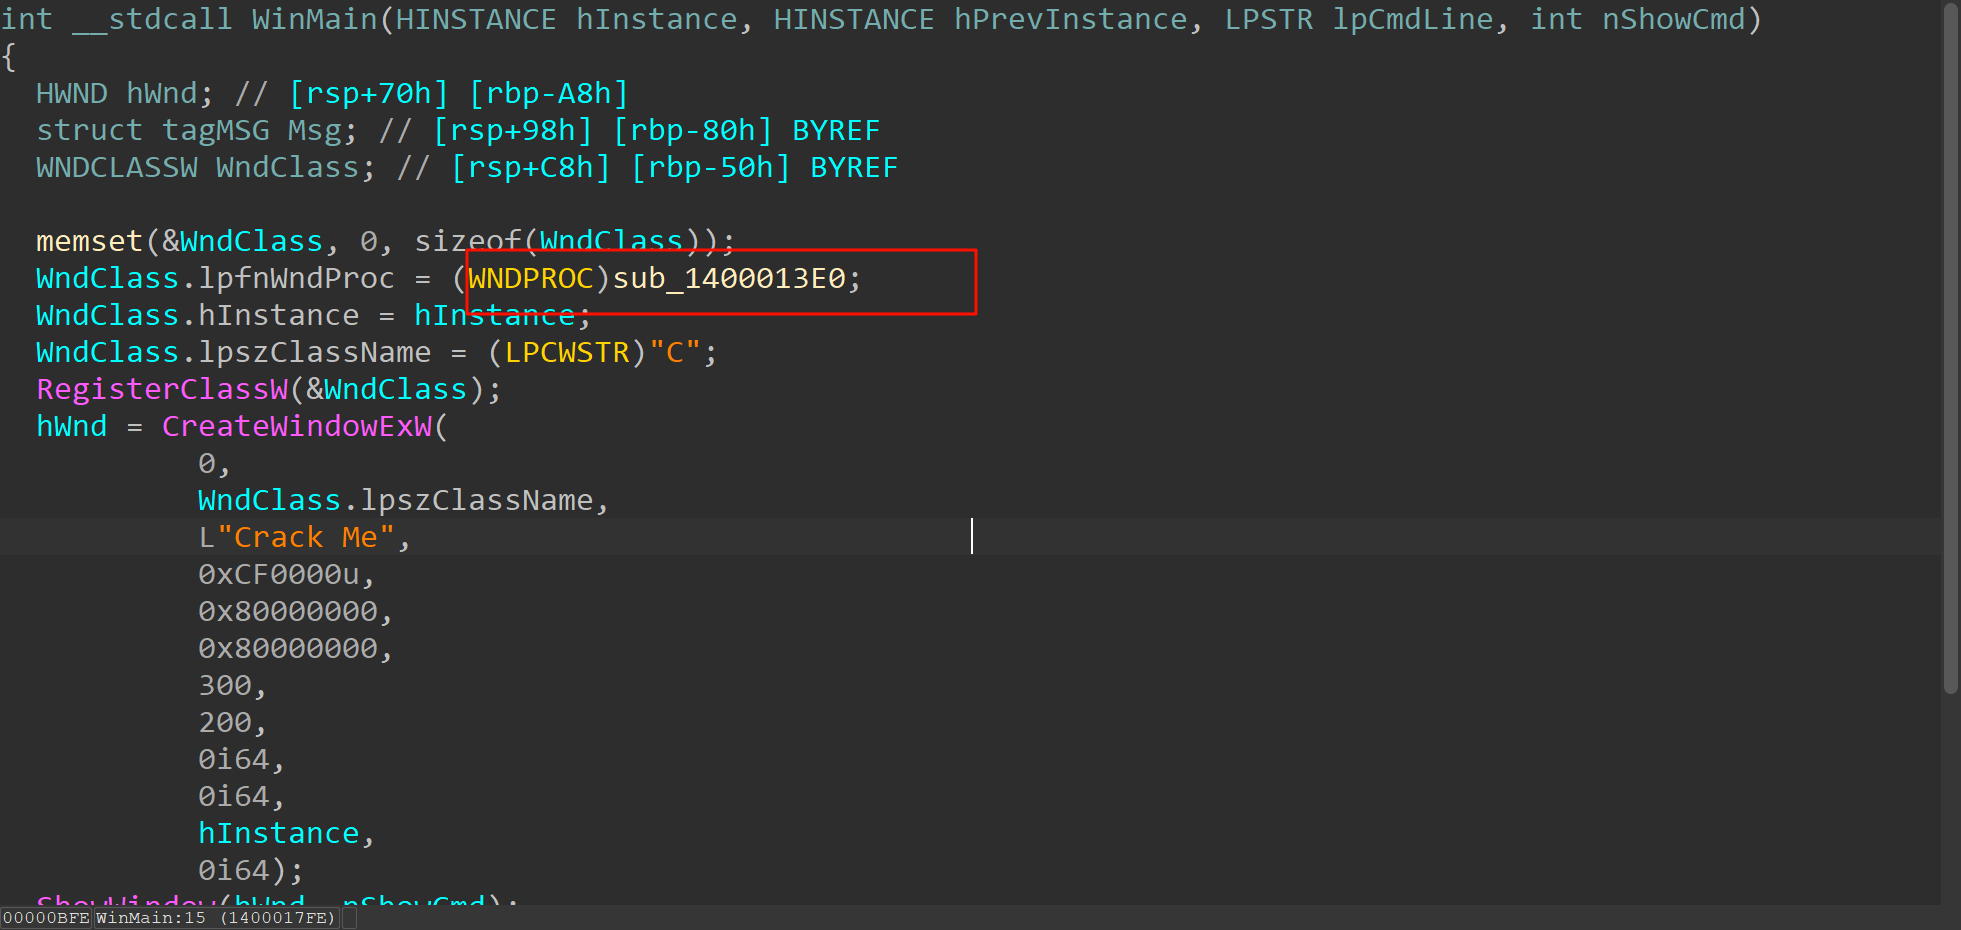 int __stdcall WinMain(HINSTANCE hInstance, HINSTANCE hPrevInstance, LPSTR lpCmdLine, int nShowCmd)
{
  HWND hWnd; // [rsp+70h] [rbp-A8h]
  struct tagMSG Msg; // [rsp+98h] [rbp-80h] BYREF
  WNDCLASSW WndClass; // [rsp+C8h] [rbp-50h] BYREF

  memset(&WndClass, 0, sizeof(WndClass));
  WndClass.lpfnWndProc = (WNDPROC)sub_1400013E0;
  WndClass.hInstance = hInstance;
  WndClass.lpszClassName = (LPCWSTR)"C";
  RegisterClassW(&WndClass);
  hWnd = CreateWindowExW(
           0,
           WndClass.lpszClassName,
           L"Crack Me",
           0xCF0000u,
           0x80000000,
           0x80000000,
           300,
           200,
           0i64,
           0i64,
           hInstance,
           0i64);
  ShowWindow(hWnd, nShowCmd);
00000BFE WinMain:15 (1400017FE)